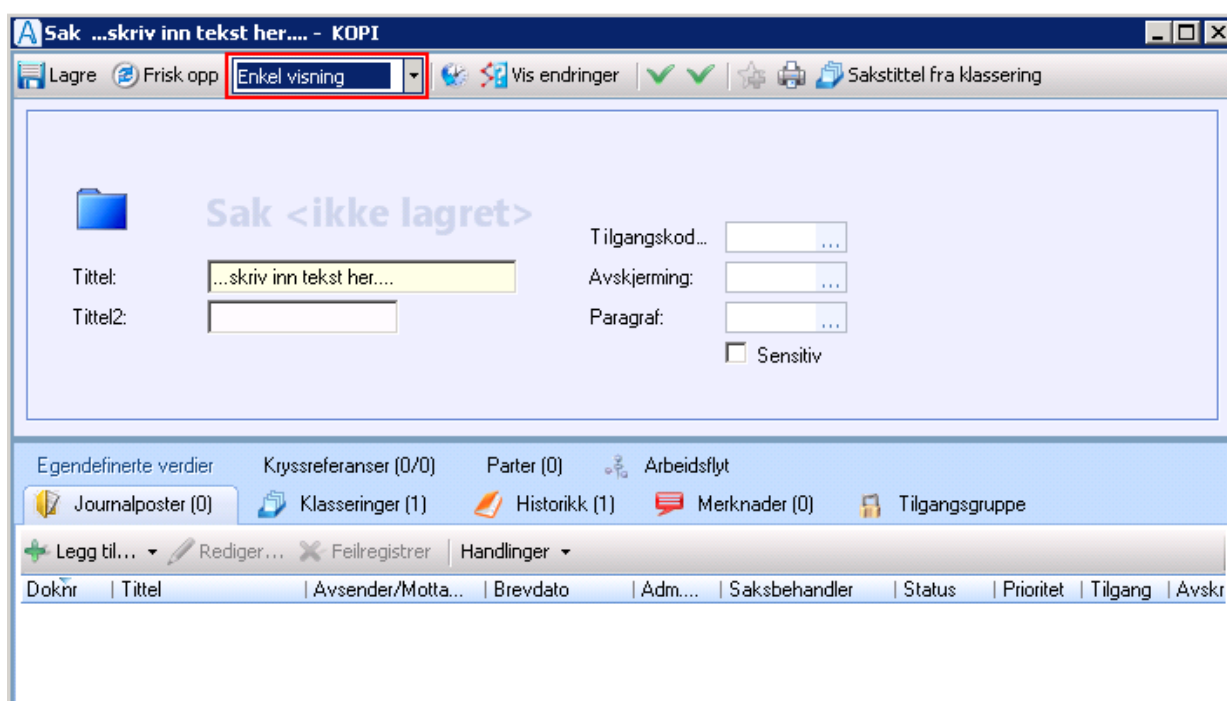 Sak ...skriv inn tekst her.... - KOPI
Lagre Frisk opp Enkel visning Vis endringer Sakstittel fra klassering
Sak <ikke lagret>
Tilgangskod... ...
Tittel: ...skriv inn tekst her.... Avskjerming: ...
Tittel2: Paragraf: ...
Sensitiv
Egendefinerte verdier Kryssreferanser (0/0) Parter (0) Arbeidsflyt
Journalposter (0) Klasseringer (1) Historikk (1) Merknader (0) Tilgangsgruppe
Legg til... Rediger... Feilregistrer Handlinger
Doknr Tittel Avsender/Motta... Brevdato Adm.... Saksbehandler Status Prioritet Tilgang Avskr